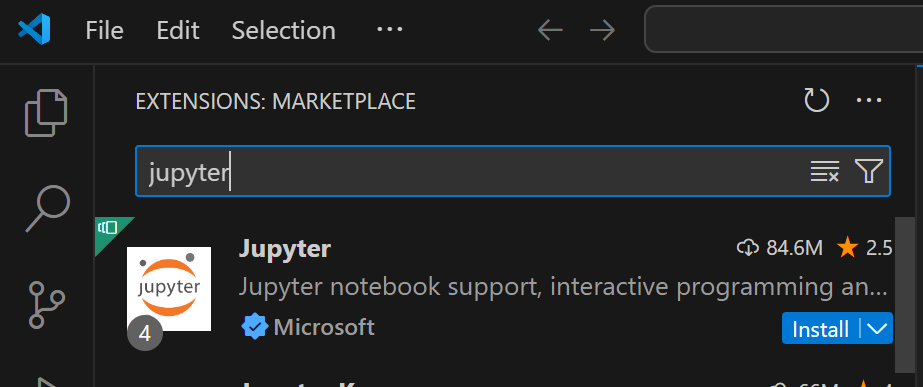 File Edit Selection ···
EXTENSIONS: MARKETPLACE
jupyter
Jupyter 84.6M 2.5
jupyter
Jupyter notebook support, interactive programming an...
4
Microsoft Install